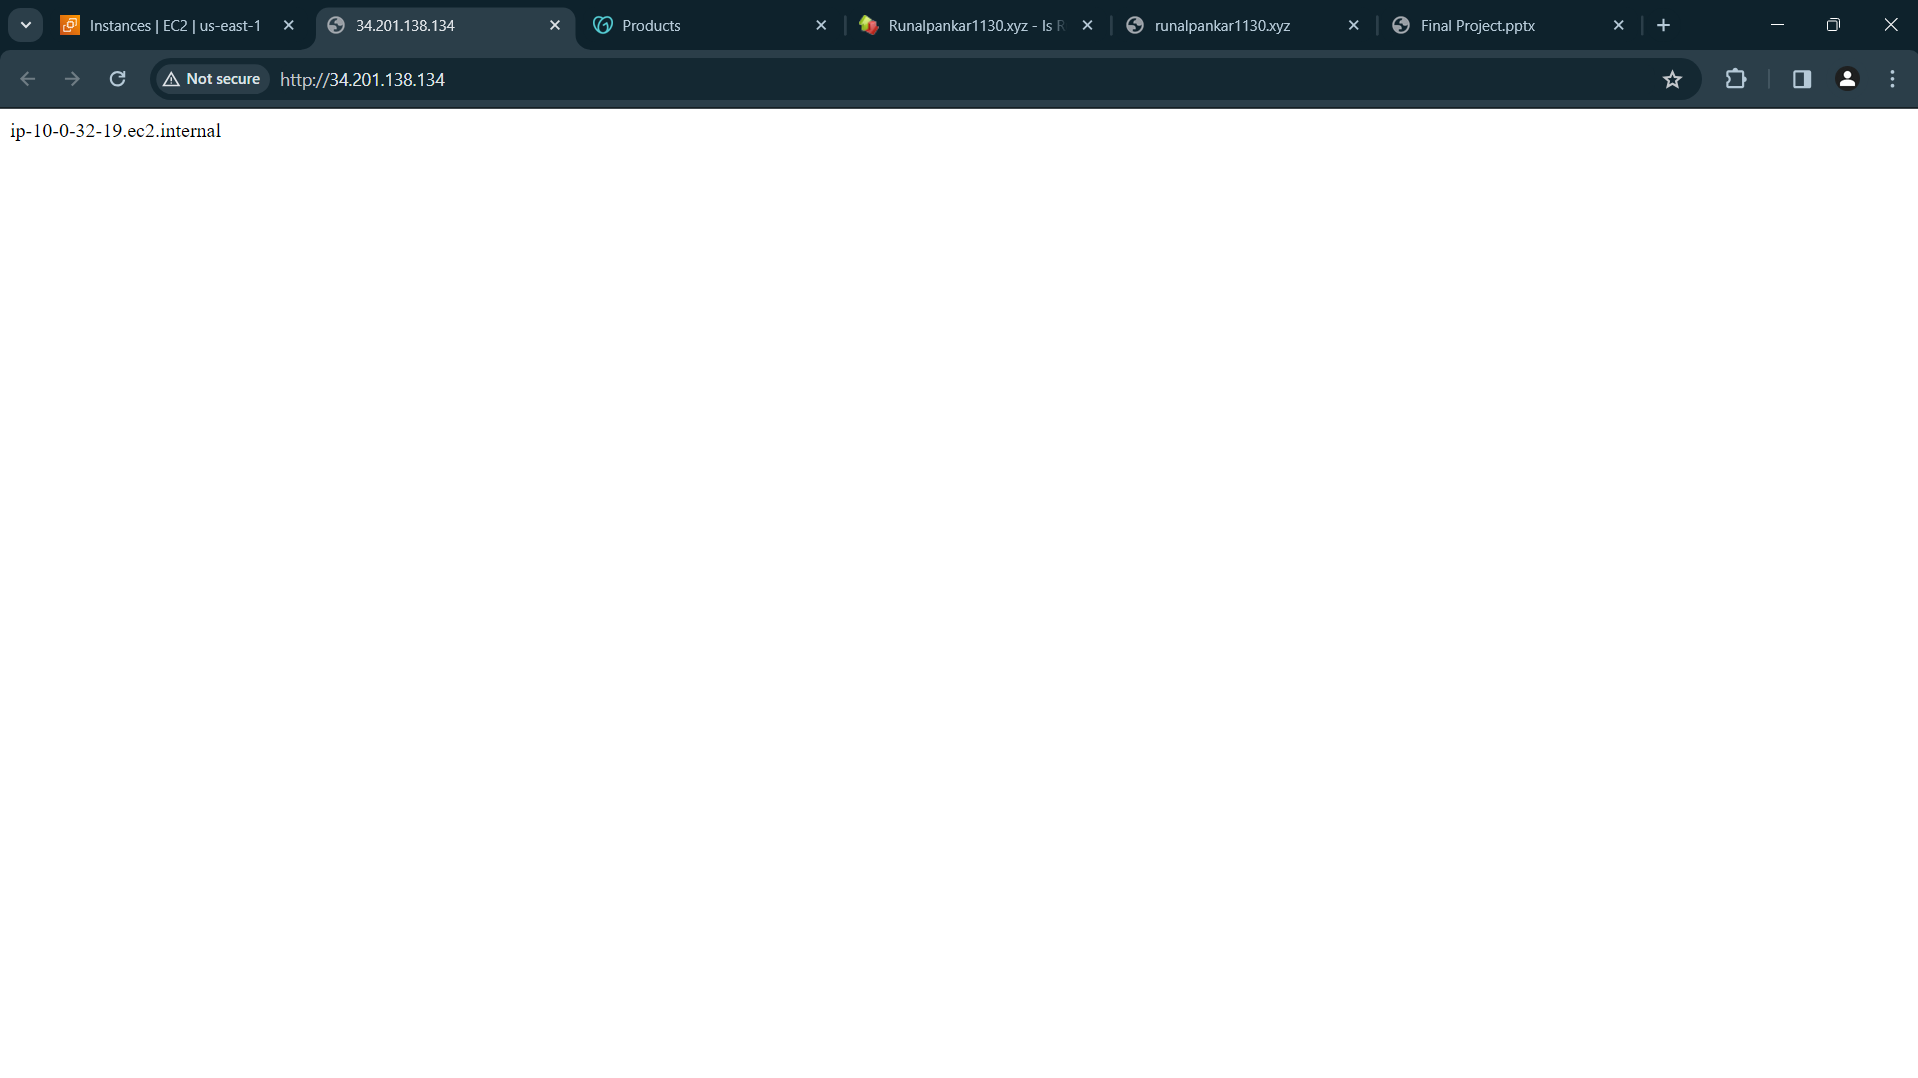 Instances | EC2 | us-east-1
34.201.138.134
Products
Runalpankar1130.xyz - Is
runalpankar1130.xyz
Final Project.pptx
Not secure
http://34.201.138.134
ip-10-0-32-19.ec2.internal